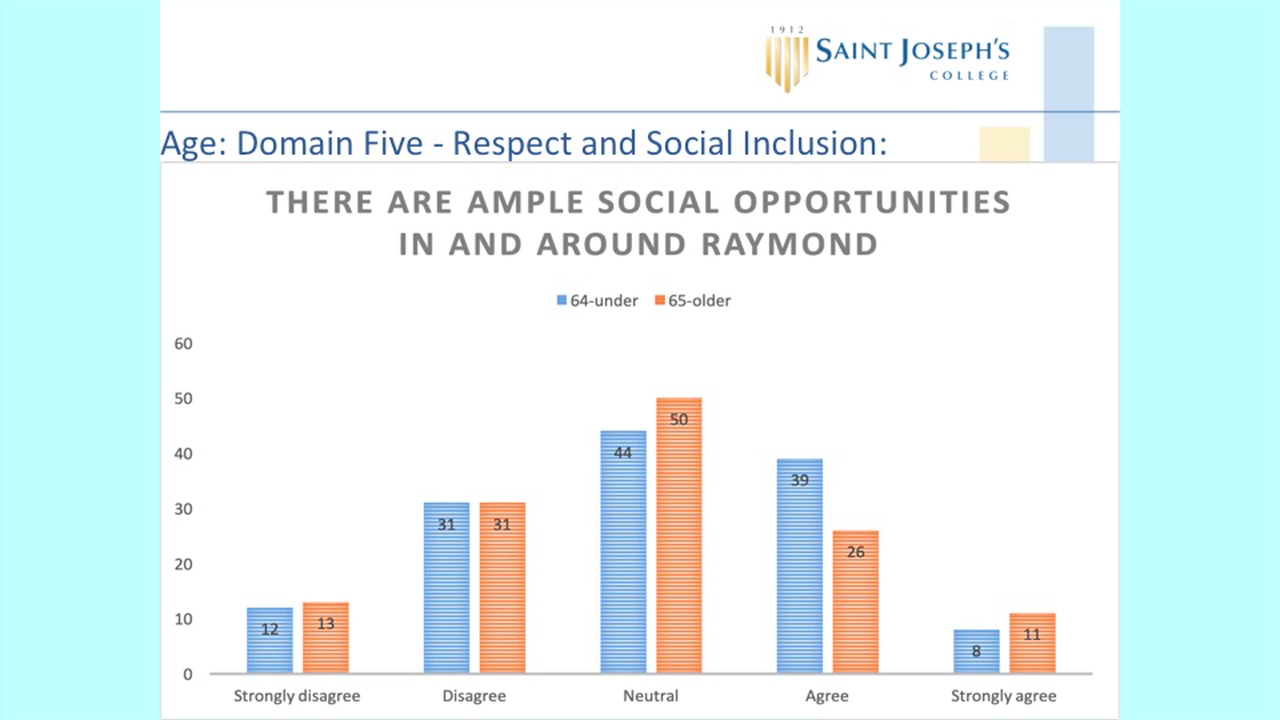 1912
SAINT JOSEPH'S
COLLEGE
Age: Domain Five - Respect and Social Inclusion:
THERE ARE AMPLE SOCIAL OPPORTUNITIES
IN AND AROUND RAYMOND
64-under 65-older
60
50
40
30
20
10
0
12 13 31 31 44 50 39 26 8 11
Strongly disagree Disagree Neutral Agree Strongly agree